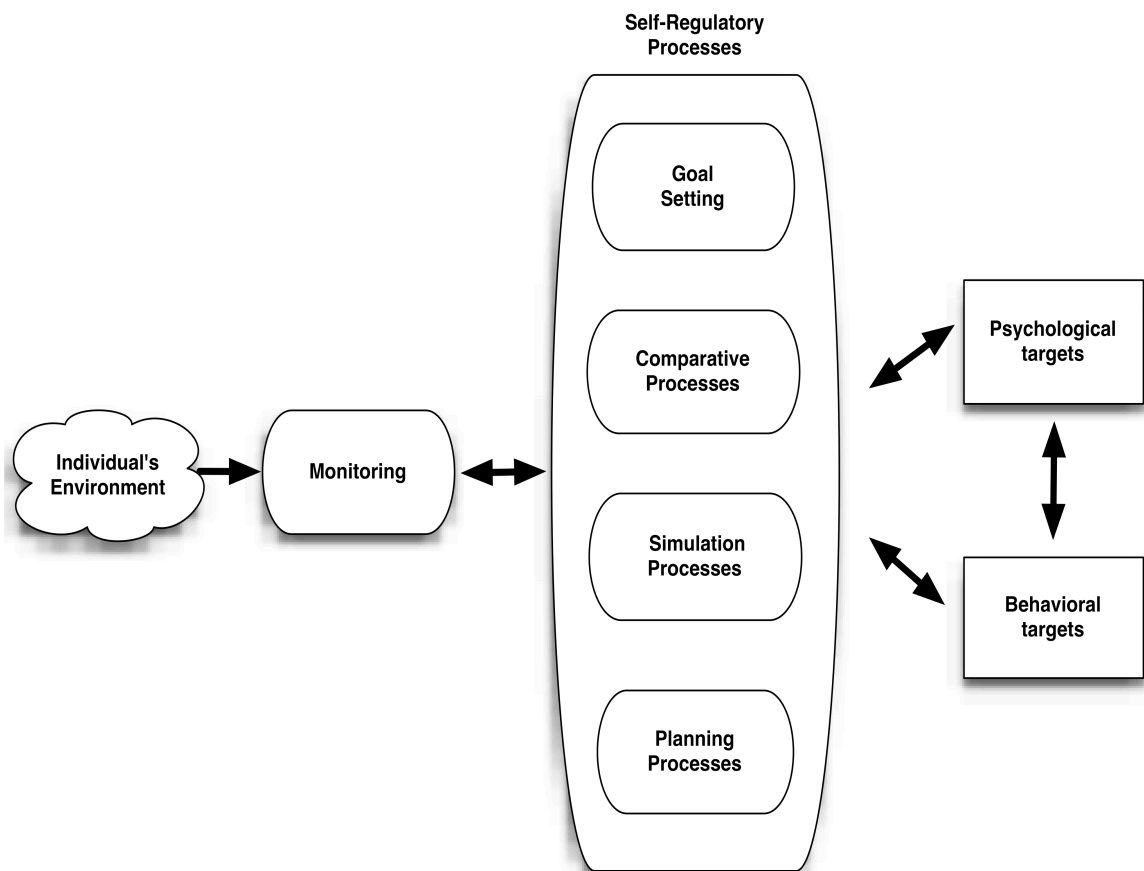 Self-Regulatory
Processes
Goal
Setting
Comparative
Processes
Simulation
Processes
Planning
Processes
Individual's
Environment
Monitoring
Psychological
targets
Behavioral
targets